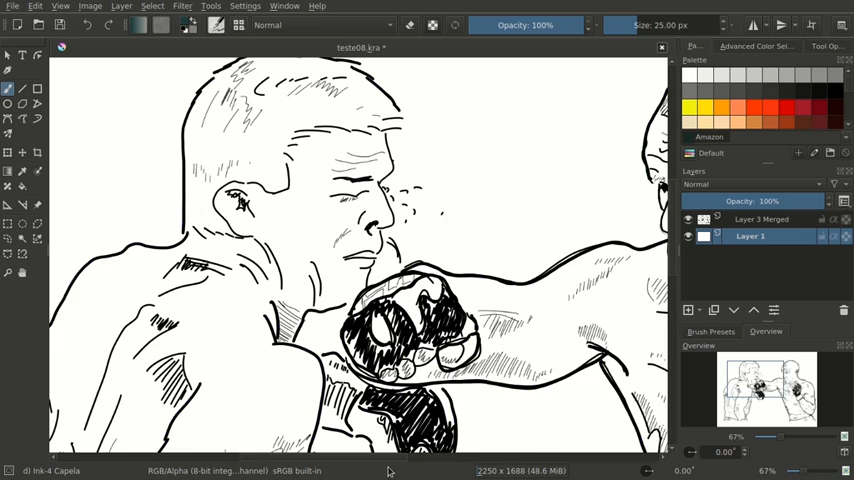 File Edit View Image Layer Select Filter Tools Settings Window Help
Normal Opacity: 100% Size: 25.00 px
teste08.kra *
Pa... Advanced Color Sel... Tool Op...
Palette
Amazon
Default
Layers
Normal
Opacity: 100%
Layer 3 Merged
Layer 1
Brush Presets Overview
Overview
67%
0.00°
d) Ink-4 Capela RGB/Alpha (8-bit integ...hannel) sRGB built-in 2250 x 1688 (48.6 MiB) 0.00° 67%